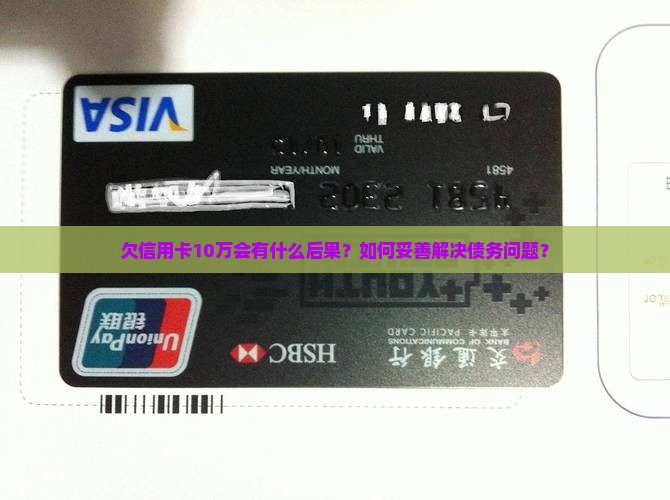 欠信用卡10万会有什么后果？如何妥善解决债务问题？
交通銀行
BANK OF COMMUNICATIONS
太平洋卡 PACIFIC CARD
HSBC
UnionPay
银联
YOUTH
4581
MONTH/YEAR
VALID
THRU
VISA